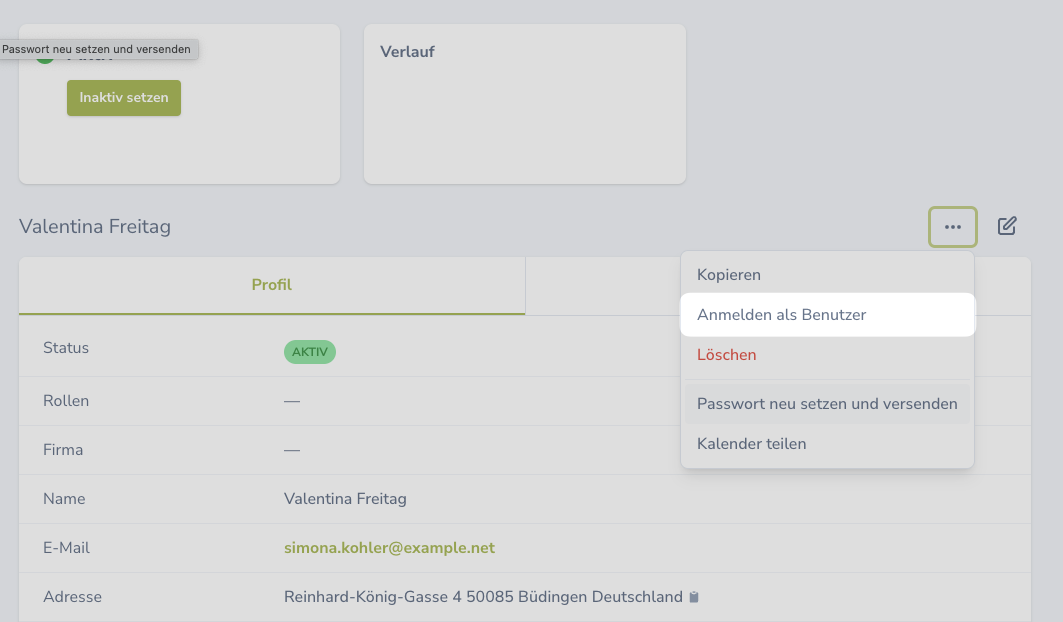 Passwort neu setzen und versenden
Inaktiv setzen
Verlauf
Valentina Freitag
Profil
Kopieren
Anmelden als Benutzer
Löschen
Passwort neu setzen und versenden
Kalender teilen
Status
AKTIV
Rollen
—
Firma
—
Name
Valentina Freitag
E-Mail
simona.kohler@example.net
Adresse
Reinhard-König-Gasse 4 50085 Büdingen Deutschland